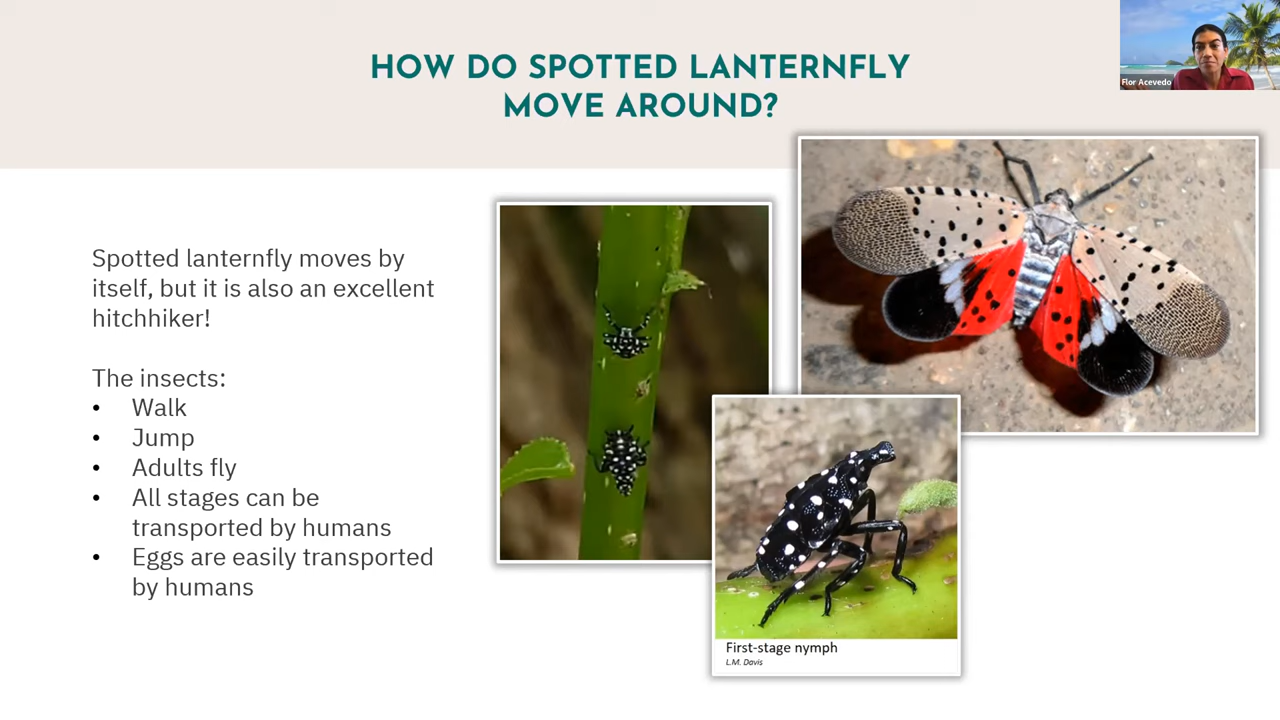 HOW DO SPOTTED LANTERNFLY
MOVE AROUND?
Flor Acevedo
Spotted lanternfly moves by
itself, but it is also an excellent
hitchhiker!
The insects:
• Walk
• Jump
• Adults fly
• All stages can be
transported by humans
• Eggs are easily transported
by humans
First-stage nymph
L.M. Davis